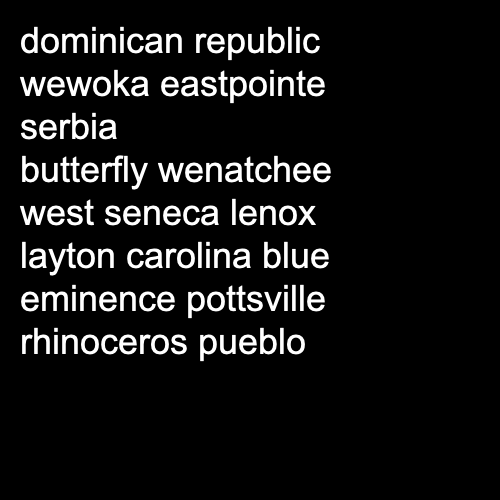 dominican republic
wewoka eastpointe
serbia
butterfly wenatchee
west seneca lenox
layton carolina blue
eminence pottsville
rhinoceros pueblo